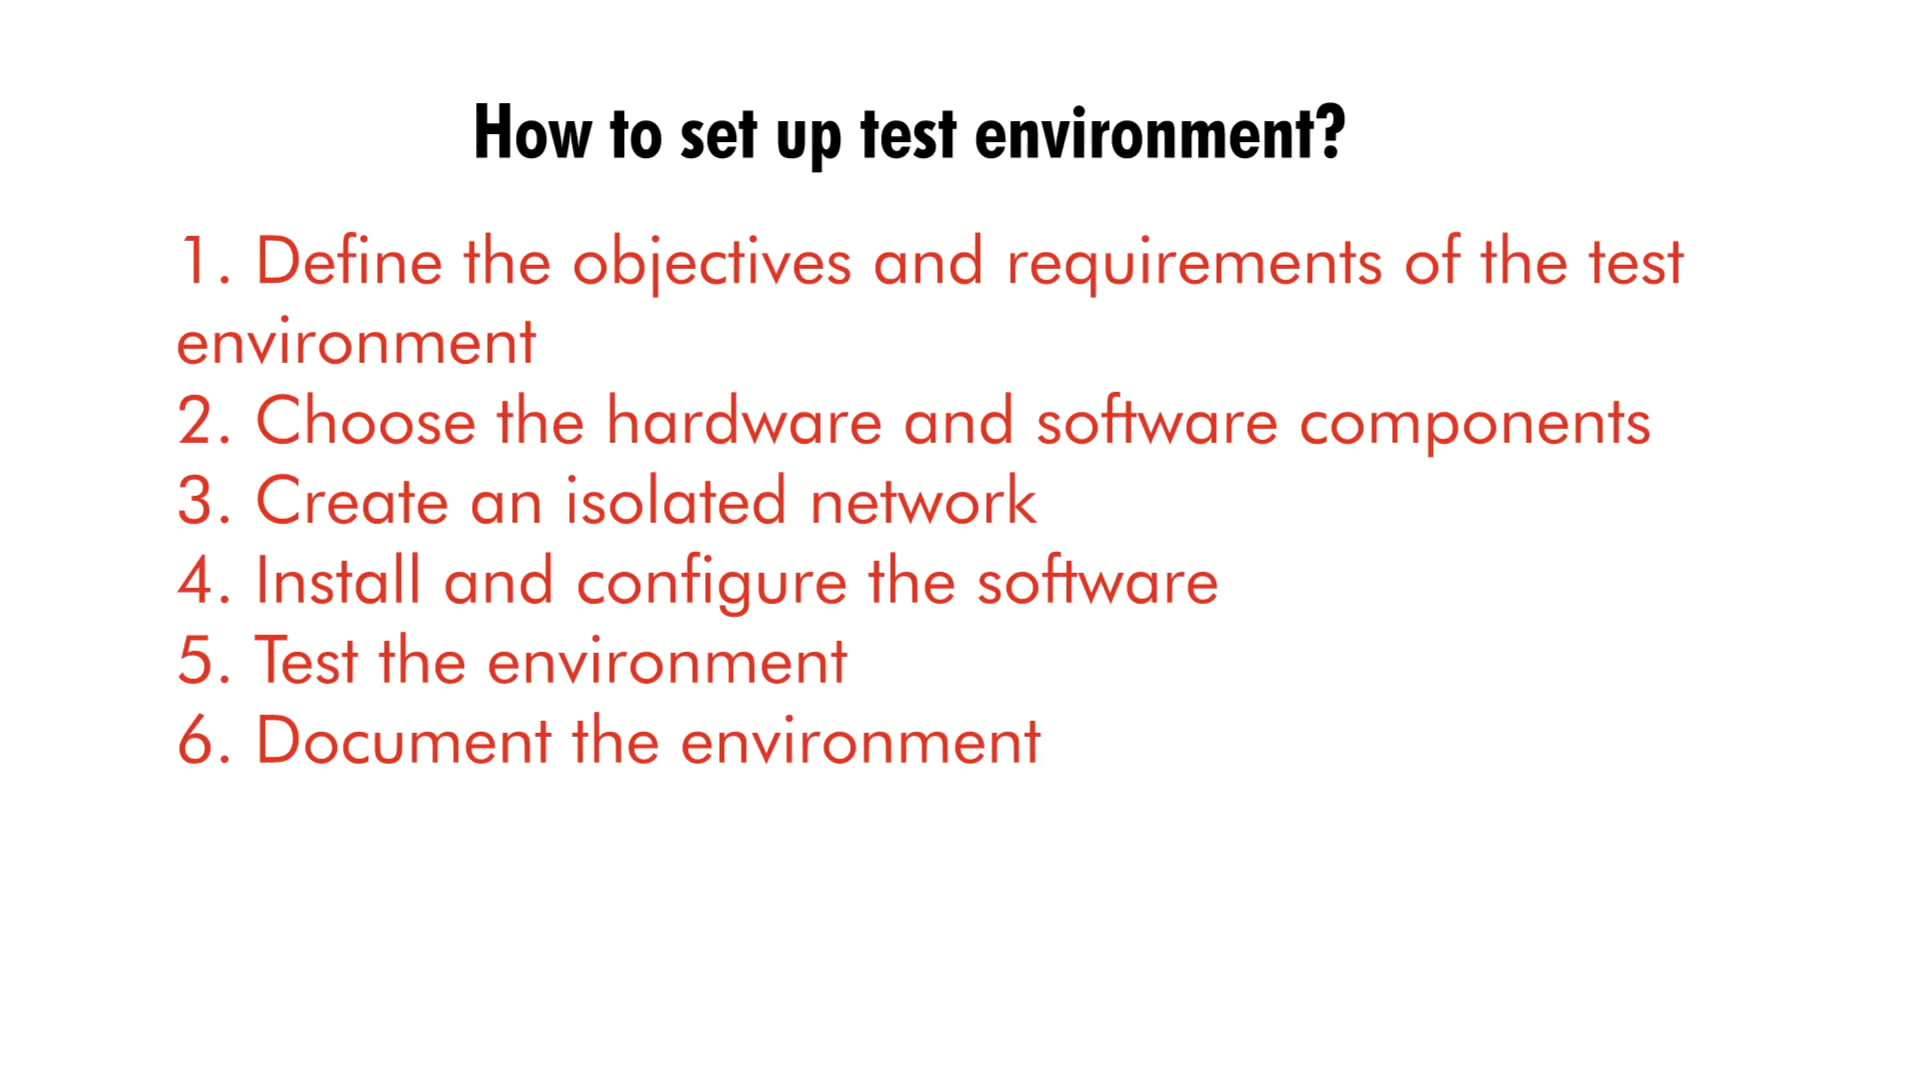 How to set up test environment?
1. Define the objectives and requirements of the test
environment
2. Choose the hardware and software components
3. Create an isolated network
4. Install and configure the software
5. Test the environment
6. Document the environment